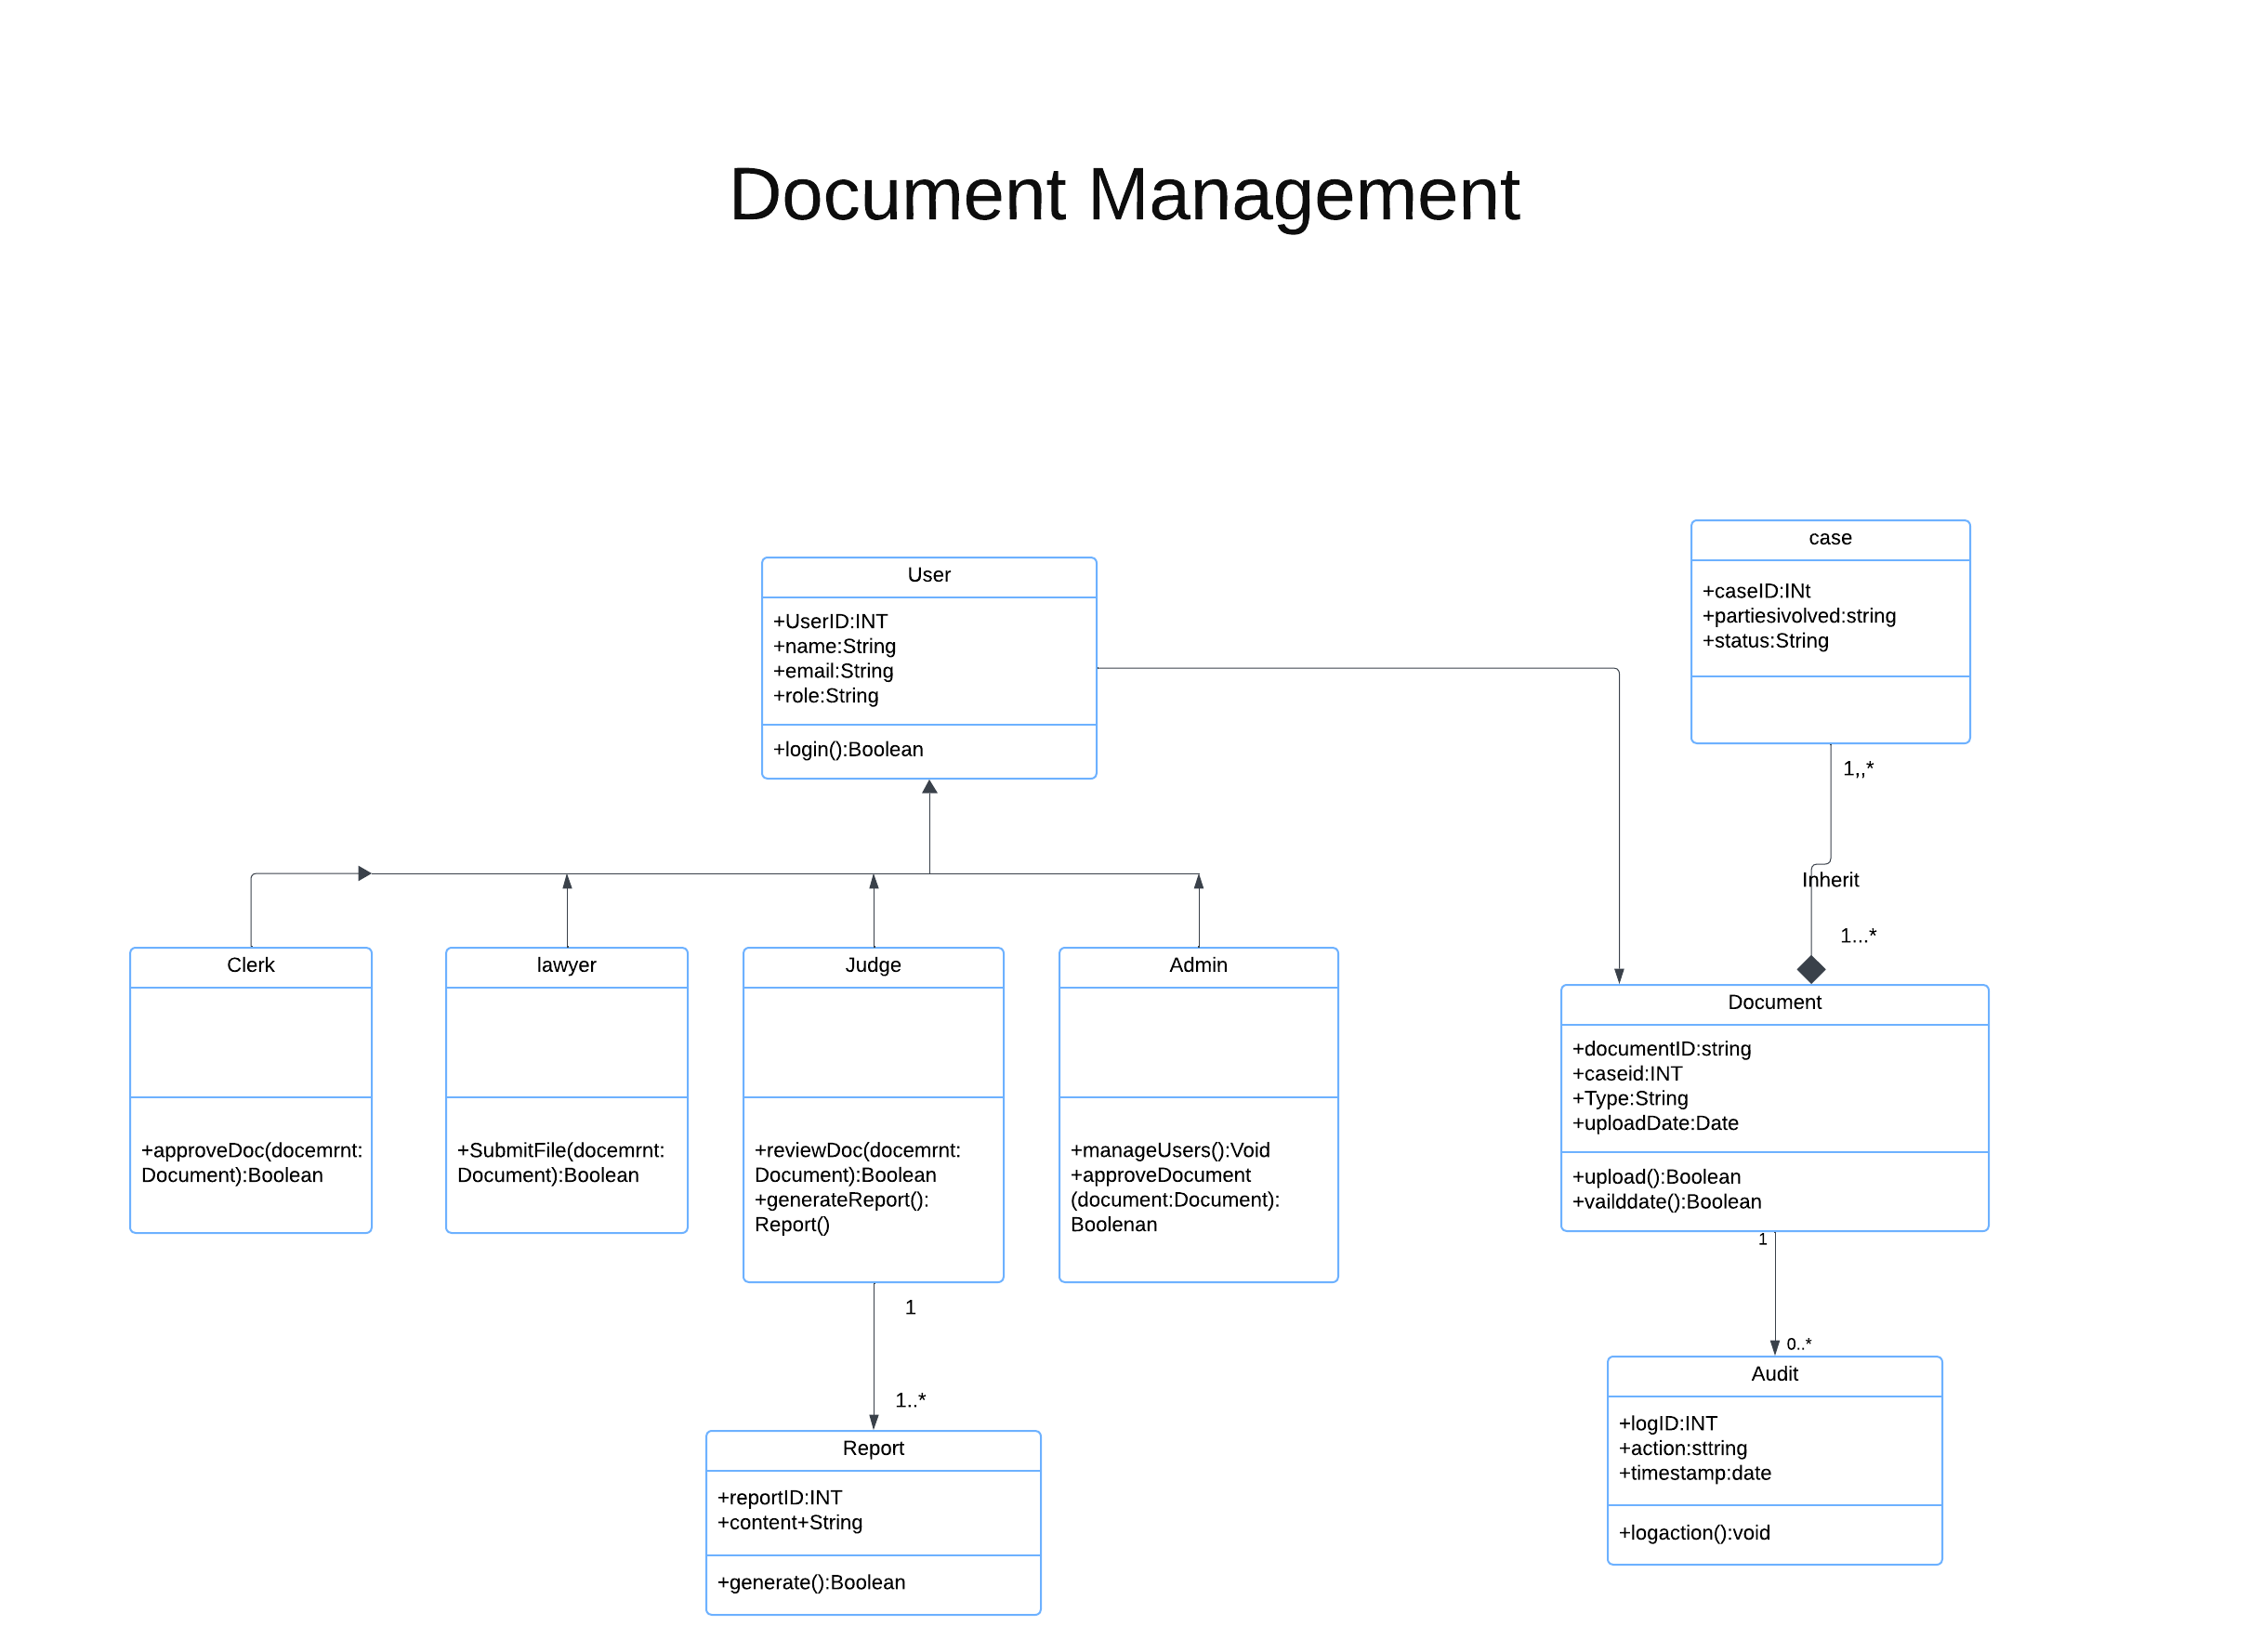 Document Management
User
+UserID:INT
+name:String
+email:String
+role:String
+login():Boolean
case
+caseID:INt
+partiesivolved:string
+status:String
1,,*
Inherit
1...*
Clerk
+approveDoc(docemrnt:
Document):Boolean
lawyer
+SubmitFile(docemrnt:
Document):Boolean
Judge
+reviewDoc(docemrnt:
Document):Boolean
+generateReport():
Report()
Admin
+manageUsers():Void
+approveDocument
(document:Document):
Boolenan
Document
+documentID:string
+caseid:INT
+Type:String
+uploadDate:Date
+upload():Boolean
+vailddate():Boolean
1
0..*
1
1..*
Report
+reportID:INT
+content+String
+generate():Boolean
Audit
+logID:INT
+action:sttring
+timestamp:date
+logaction():void